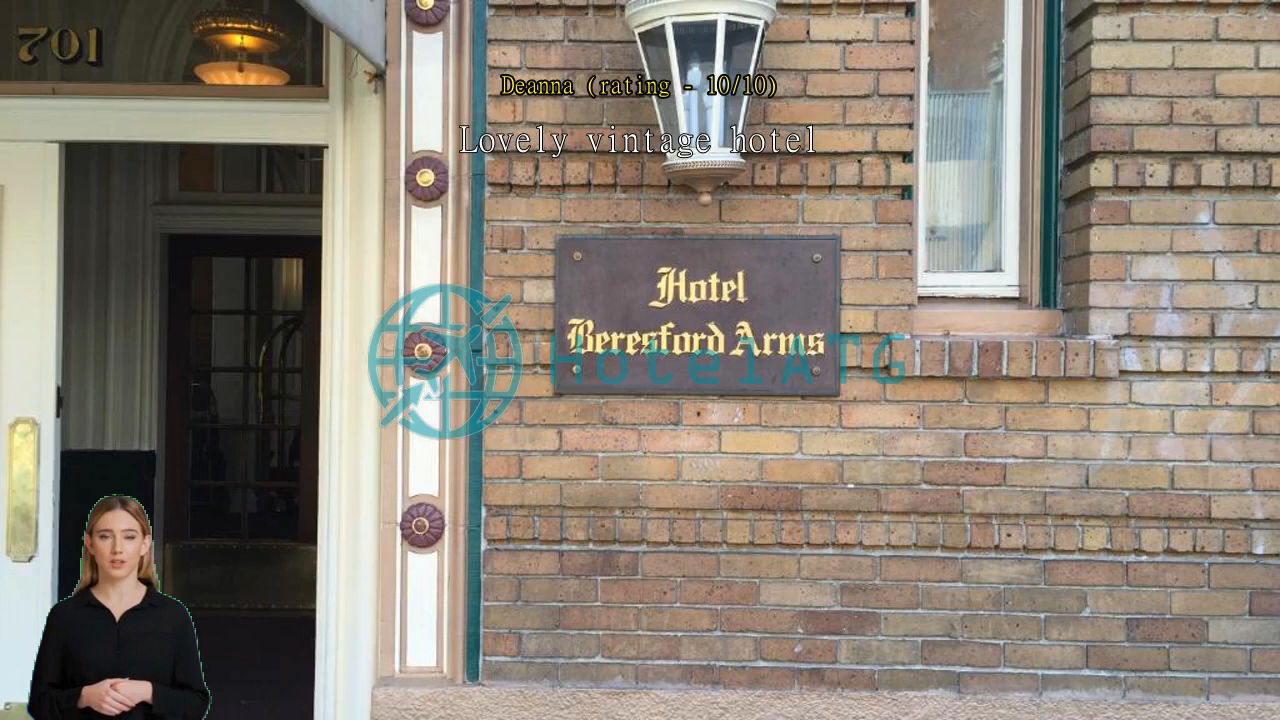 701
Deanna (rating - 10/10)
Lovely vintage hotel
Hotel
Beresford Arms
HotelATG